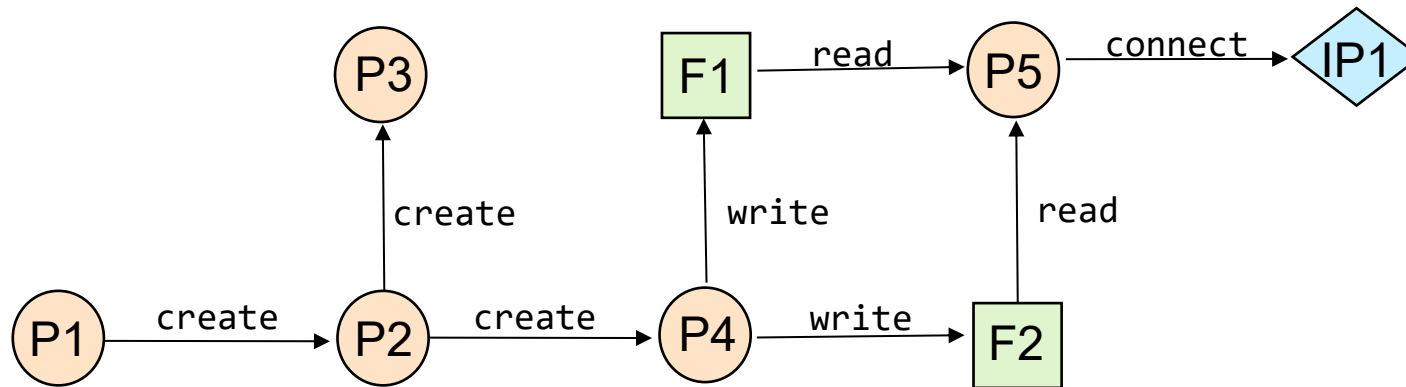 P3
F1
read
P5
connect
IP1
create
write
read
P1
create
P2
create
P4
write
F2